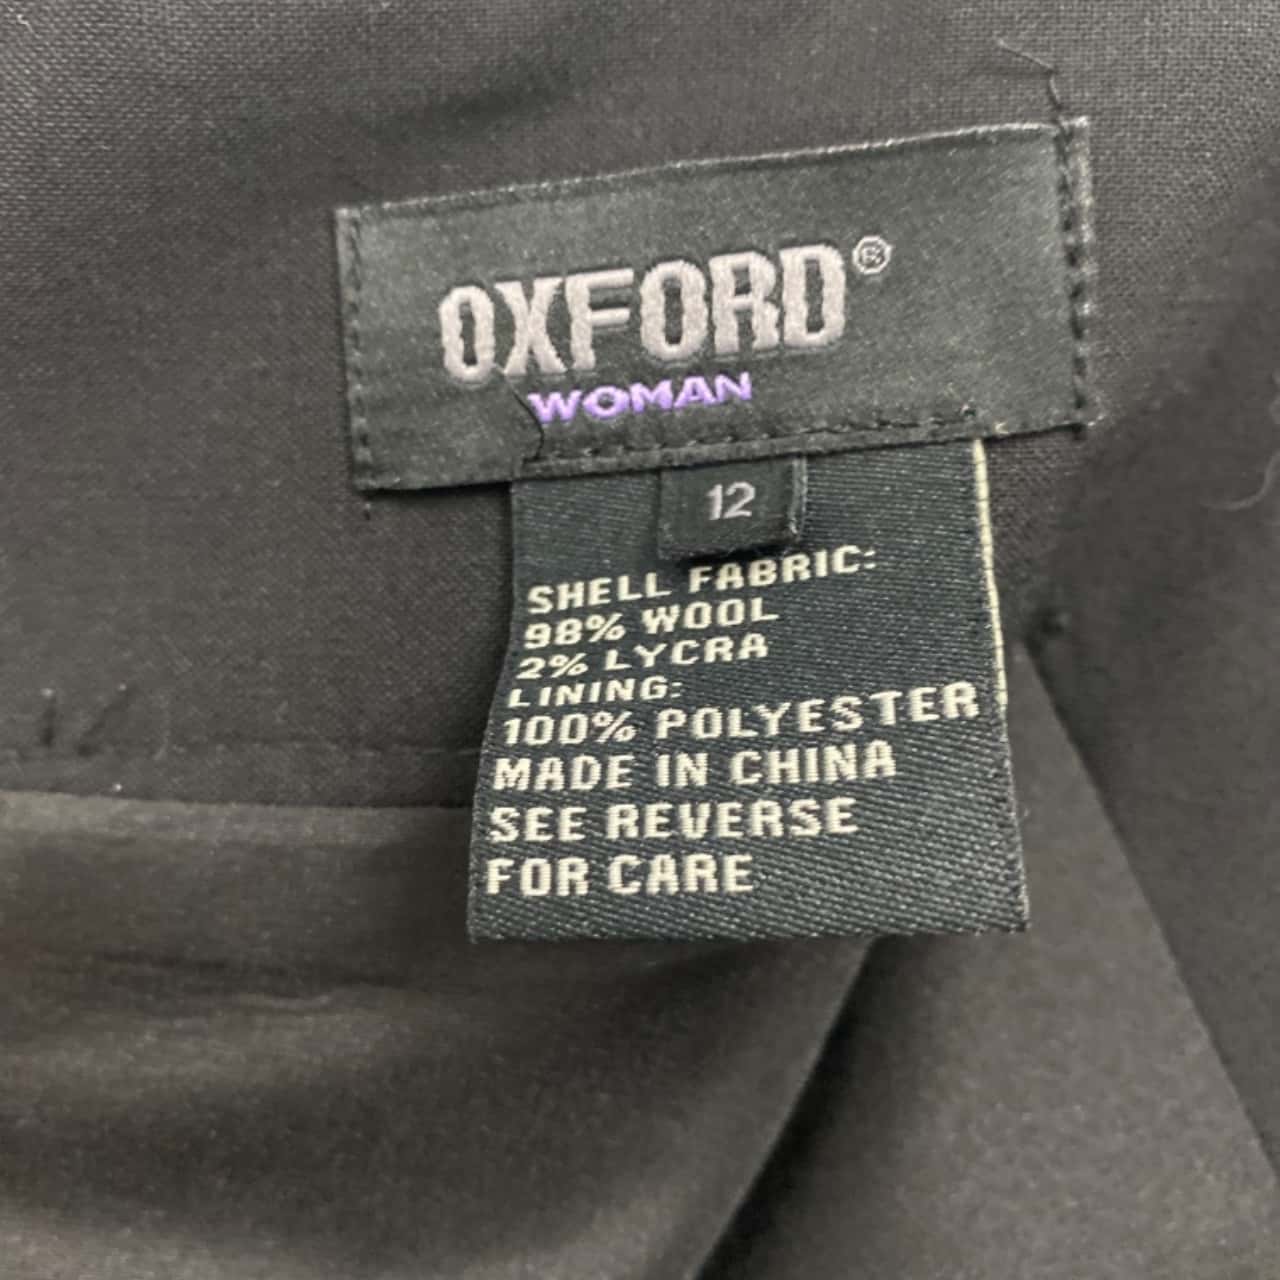 OXFORD®
WOMAN
12
SHELL FABRIC:
98% WOOL
2% LYCRA
LINING:
100% POLYESTER
MADE IN CHINA
SEE REVERSE
FOR CARE